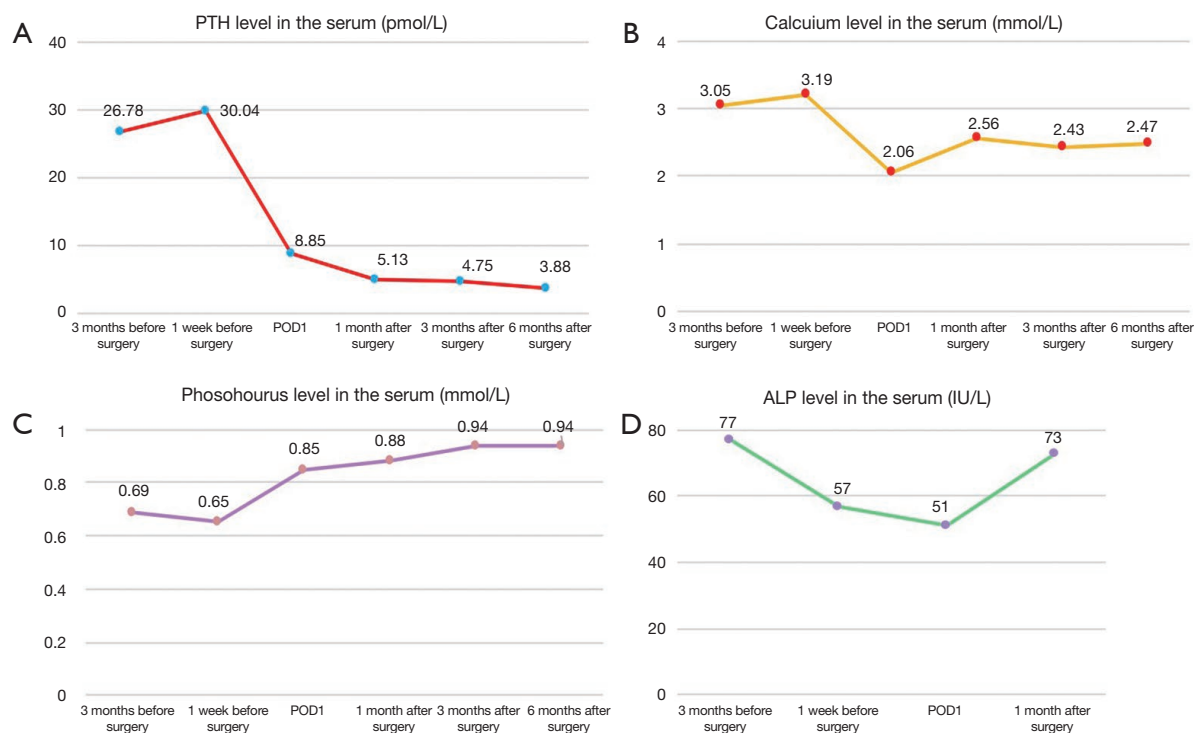 A
PTH level in the serum (pmol/L)
40
30
20
10
0
26.78
30.04
8.85
5.13
4.75
3.88
3 months before
surgery
1 week before
surgery
POD1
1 month after
surgery
3 months after
surgery
6 months after
surgery
B
Calcuium level in the serum (mmol/L)
4
3
2
1
0
3.05
3.19
2.06
2.56
2.43
2.47
3 months before
surgery
1 week before
surgery
POD1
1 month after
surgery
3 months after
surgery
6 months after
surgery
C
Phosohourus level in the serum (mmol/L)
1
0.8
0.6
0.4
0.2
0
0.69
0.65
0.85
0.88
0.94
0.94
3 months before
surgery
1 week before
surgery
POD1
1 month after
surgery
3 months after
surgery
6 months after
surgery
D
ALP level in the serum (IU/L)
80
60
40
20
0
77
57
51
73
3 months before
surgery
1 week before
surgery
POD1
1 month after
surgery